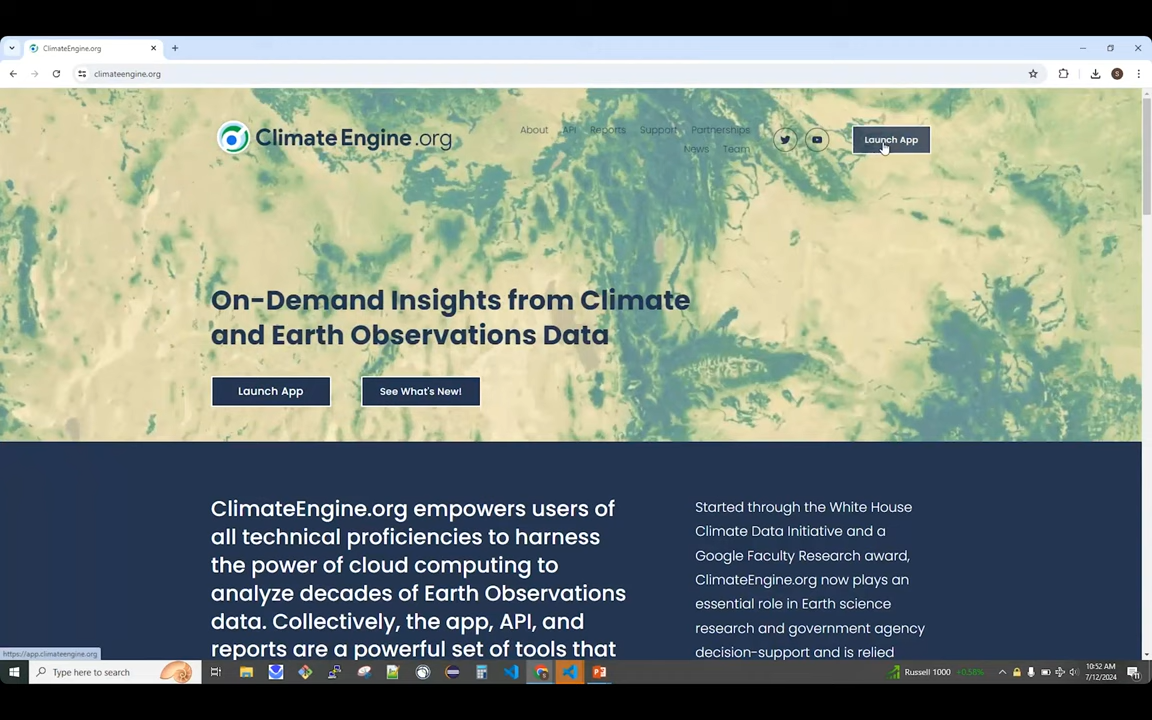 ClimateEngine.org
climateengine.org
ClimateEngine.org
About API Reports Support Partnerships
News Team
Launch App
On-Demand Insights from Climate
and Earth Observations Data
Launch App
See What's New!
ClimateEngine.org empowers users of
all technical proficiencies to harness
the power of cloud computing to
analyze decades of Earth Observations
data. Collectively, the app, API, and
reports are a powerful set of tools that
Started through the White House
Climate Data Initiative and a
Google Faculty Research award,
ClimateEngine.org now plays an
essential role in Earth science
research and government agency
decision-support and is relied
https://app.climateengine.org
Type here to search
Russell 1000 +0.58%
10:52 AM
7/12/2024